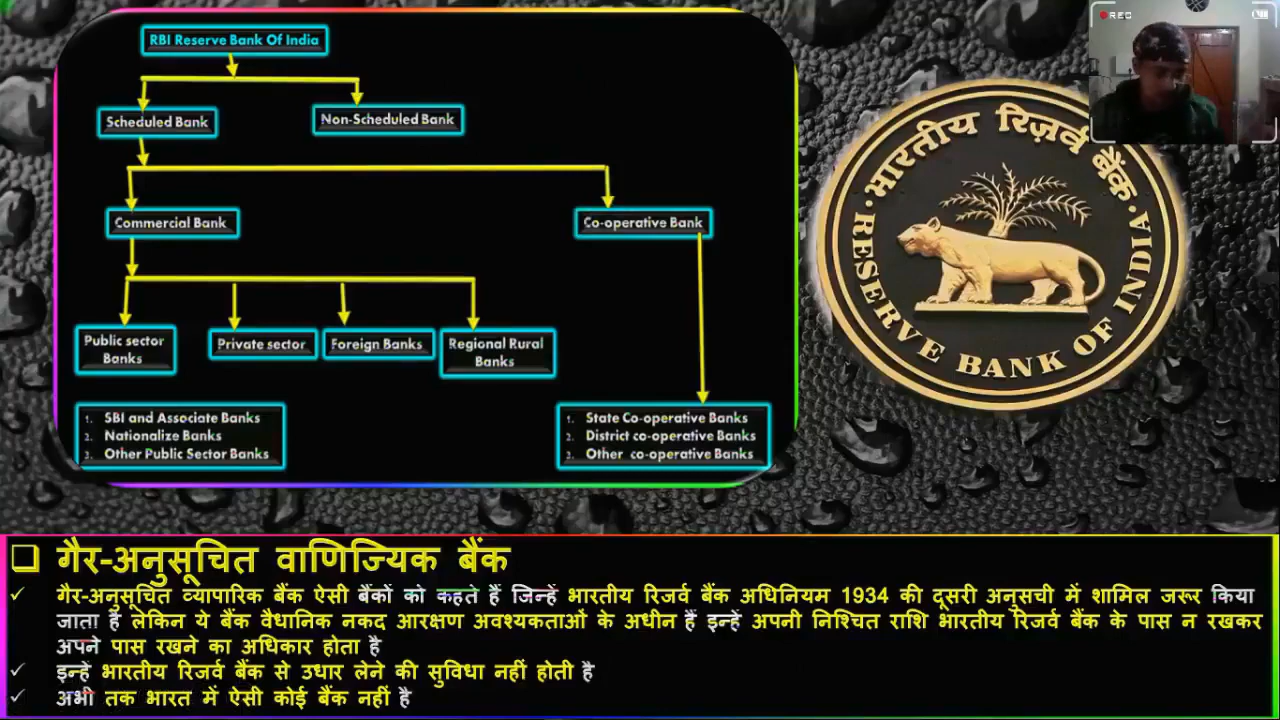 REC
RBI Reserve Bank Of India
Scheduled Bank
Non-Scheduled Bank
Commercial Bank
Co-operative Bank
Public sector
Banks
Private sector
Foreign Banks
Regional Rural
Banks
1. SBI and Associate Banks
2. Nationalize Banks
3. Other Public Sector Banks
1. State Co-operative Banks
2. District co-operative Banks
3. Other co-operative Banks
भारतीय रिज़र्व बैंक
RESERVE BANK OF INDIA
गैर-अनुसूचित वाणिज्यिक बैंक
गैर-अनुसूचित व्यापारिक बैंक ऐसी बैंकों को कहते हैं जिन्हें भारतीय रिजर्व बैंक अधिनियम 1934 की दूसरी अनुसची में शामिल जरूर किया
जाता है लेकिन ये बैंक वैधानिक नकद आरक्षण अवश्यकताओं के अधीन हैं इन्हें अपनी निश्चित राशि भारतीय रिजर्व बैंक के पास न रखकर
अपने पास रखने का अधिकार होता है
इन्हें भारतीय रिजर्व बैंक से उधार लेने की सुविधा नहीं होती है
अभी तक भारत में ऐसी कोई बैंक नहीं है